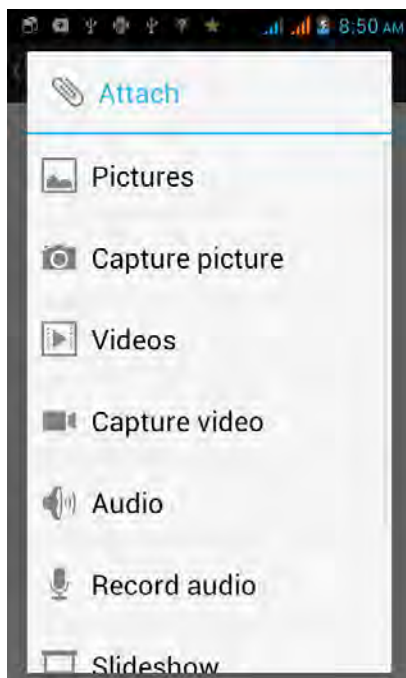 8:50 AM
Attach
Pictures
Capture picture
Videos
Capture video
Audio
Record audio
Slideshow